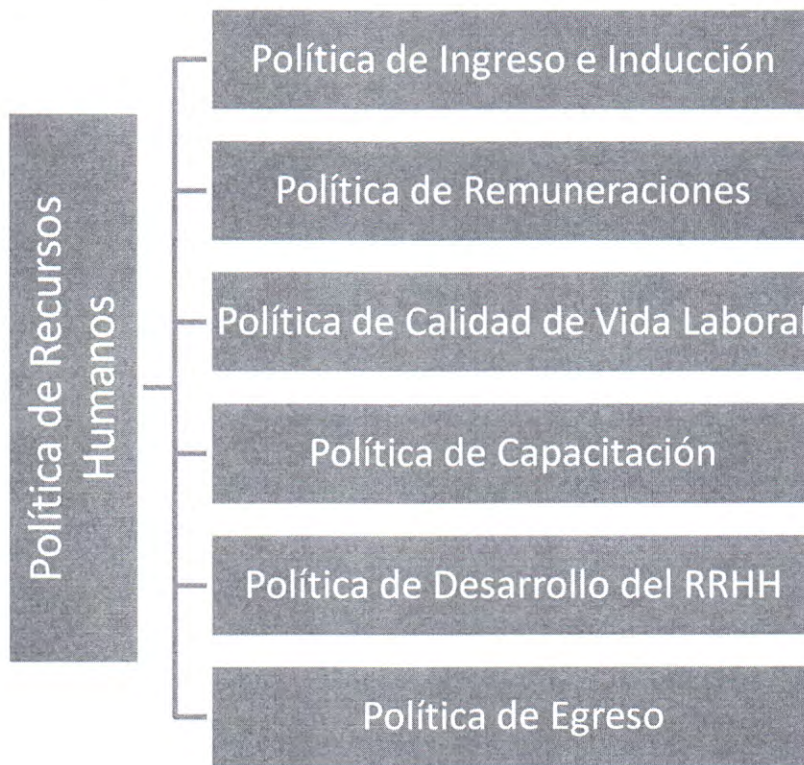 Política de Recursos
Humanos
Política de Ingreso e Inducción
Política de Remuneraciones
Política de Calidad de Vida Laboral
Política de Capacitación
Política de Desarrollo del RRHH
Política de Egreso